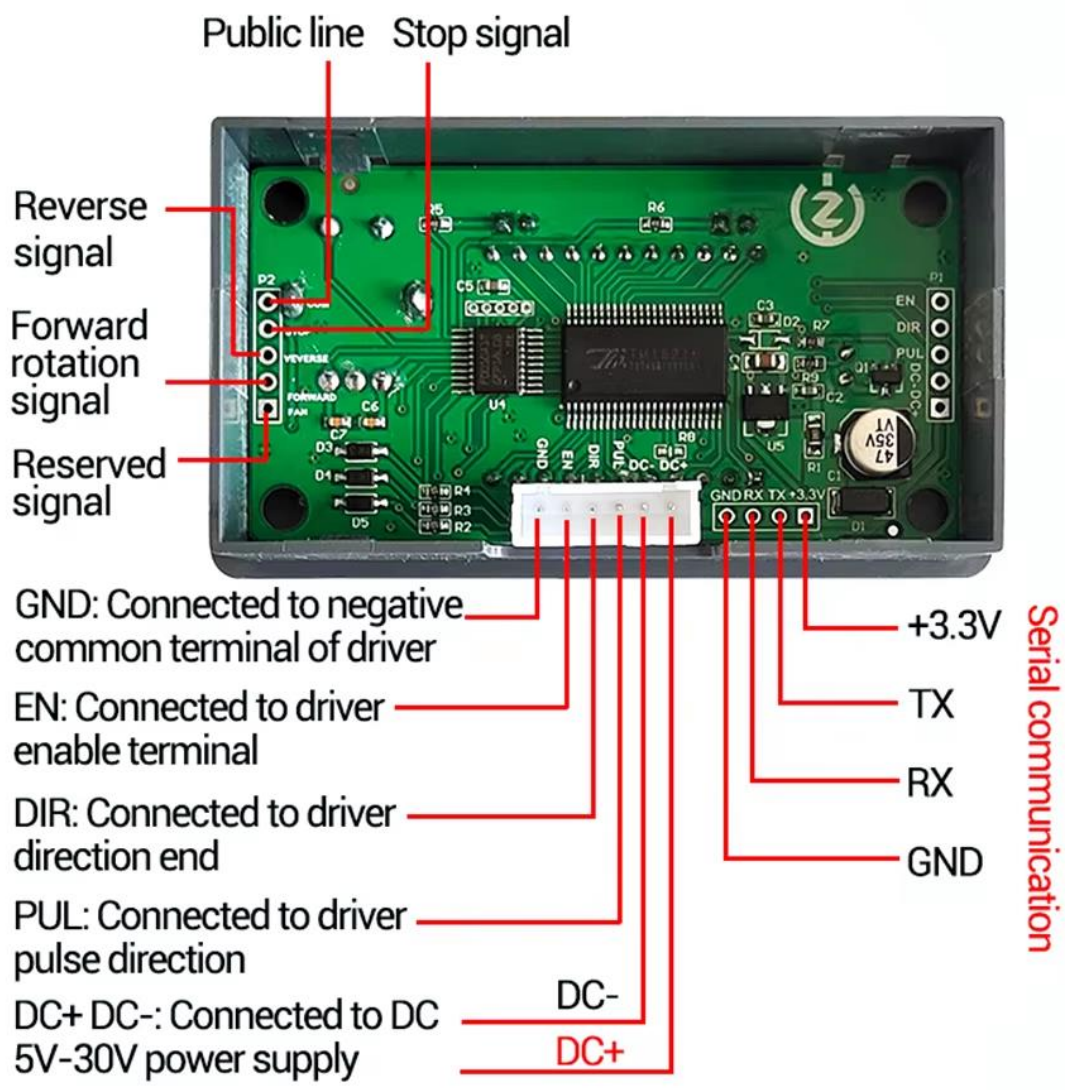 Public line
Stop signal
Reverse
signal
Forward
rotation
signal
Reserved
signal
P2
VEVERSE
FORWARD
FAN
R5
R6
C5
U4
C3
D2
R7
C4
R9
C2
Q1
U5
R8
R1
C1
D1
47
35V
VT
P1
EN
DIR
PUL
DC-
DC+
C7
C6
D3
D4
D5
R4
R3
R2
GND
EN
DIR
PUL
DC-
DC+
GND RX TX +3.3V
GND: Connected to negative
common terminal of driver
EN: Connected to driver
enable terminal
DIR: Connected to driver
direction end
PUL: Connected to driver
pulse direction
DC+ DC-: Connected to DC
5V-30V power supply
DC-
DC+
+3.3V
TX
RX
GND
Serial communication